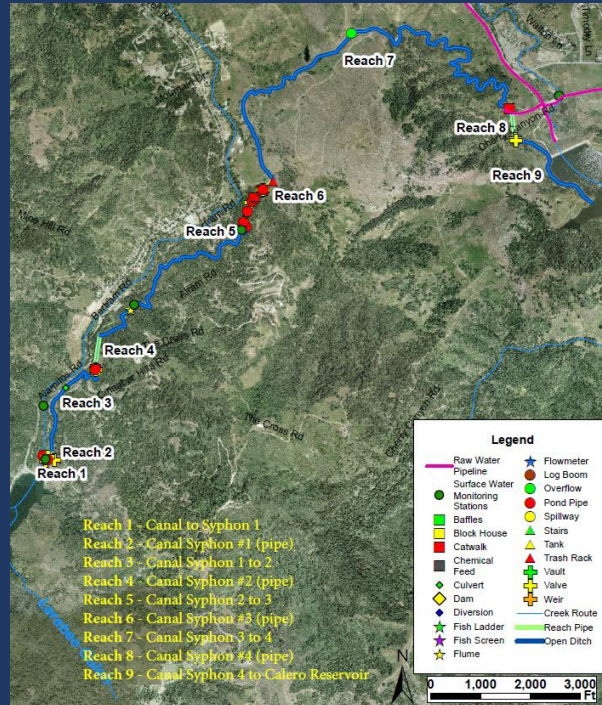 Reach 7
Reach 8
Reach 9
Reach 6
Reach 5
Mine Hill Rd
Reach 4
Reach 3
Reach 2
Reach 1
Reach 1 - Canal to Syphon 1
Reach 2 - Canal Syphon #1 (pipe)
Reach 3 - Canal Syphon 1 to 2
Reach 4 - Canal Syphon #2 (pipe)
Reach 5 - Canal Syphon 2 to 3
Reach 6 - Canal Syphon #3 (pipe)
Reach 7 - Canal Syphon 3 to 4
Reach 8 - Canal Syphon #4 (pipe)
Reach 9 - Canal Syphon 4 to Calero Reservoir
Legend
Raw Water
Pipeline
Surface Water
Monitoring
Stations
Baffles
Block House
Catwalk
Chemical
Feed
Culvert
Dam
Diversion
Fish Ladder
Fish Screen
Flume
Flowmeter
Log Boom
Overflow
Pond Pipe
Spillway
Stairs
Tank
Trash Rack
Vault
Valve
Weir
Creek Route
Reach Pipe
Open Ditch
N
0 1,000 2,000 3,000
Ft